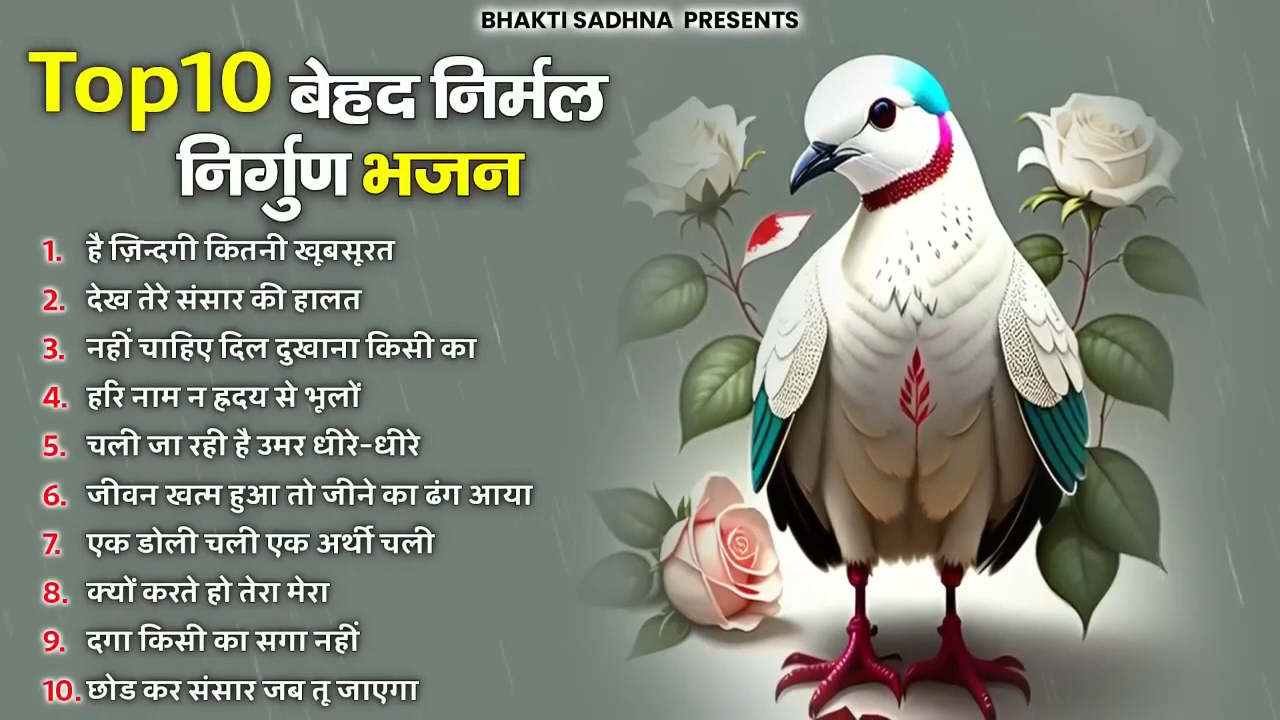 BHAKTI SADHNA PRESENTS
Top10 बेहद निर्मल
निर्गुण भजन
1. है ज़िन्दगी कितनी खूबसूरत
2. देख तेरे संसार की हालत
3. नहीं चाहिए दिल दुखाना किसी का
4. हरि नाम न ह्रदय से भूलों
5. चली जा रही है उमर धीरे-धीरे
6. जीवन खत्म हुआ तो जीने का ढंग आया
7. एक डोली चली एक अर्थी चली
8. क्यों करते हो तेरा मेरा
9. दगा किसी का सगा नहीं
10. छोड कर संसार जब तू जाएगा